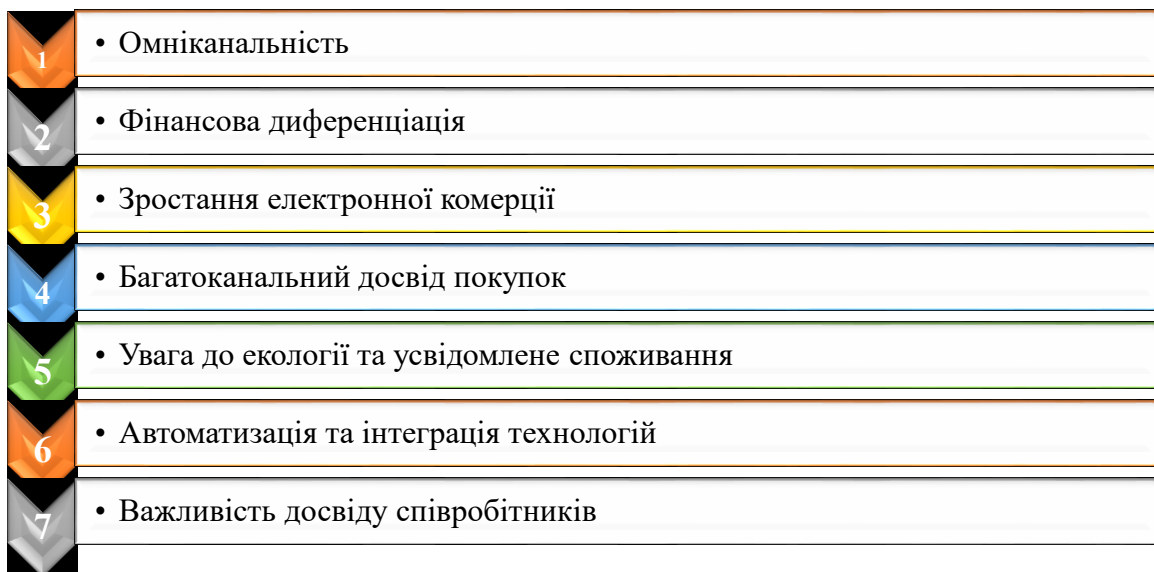 1 • Омніканальність
2 • Фінансова диференціація
3 • Зростання електронної комерції
4 • Багатоканальний досвід покупок
5 • Увага до екології та усвідомлене споживання
6 • Автоматизація та інтеграція технологій
7 • Важливість досвіду співробітників